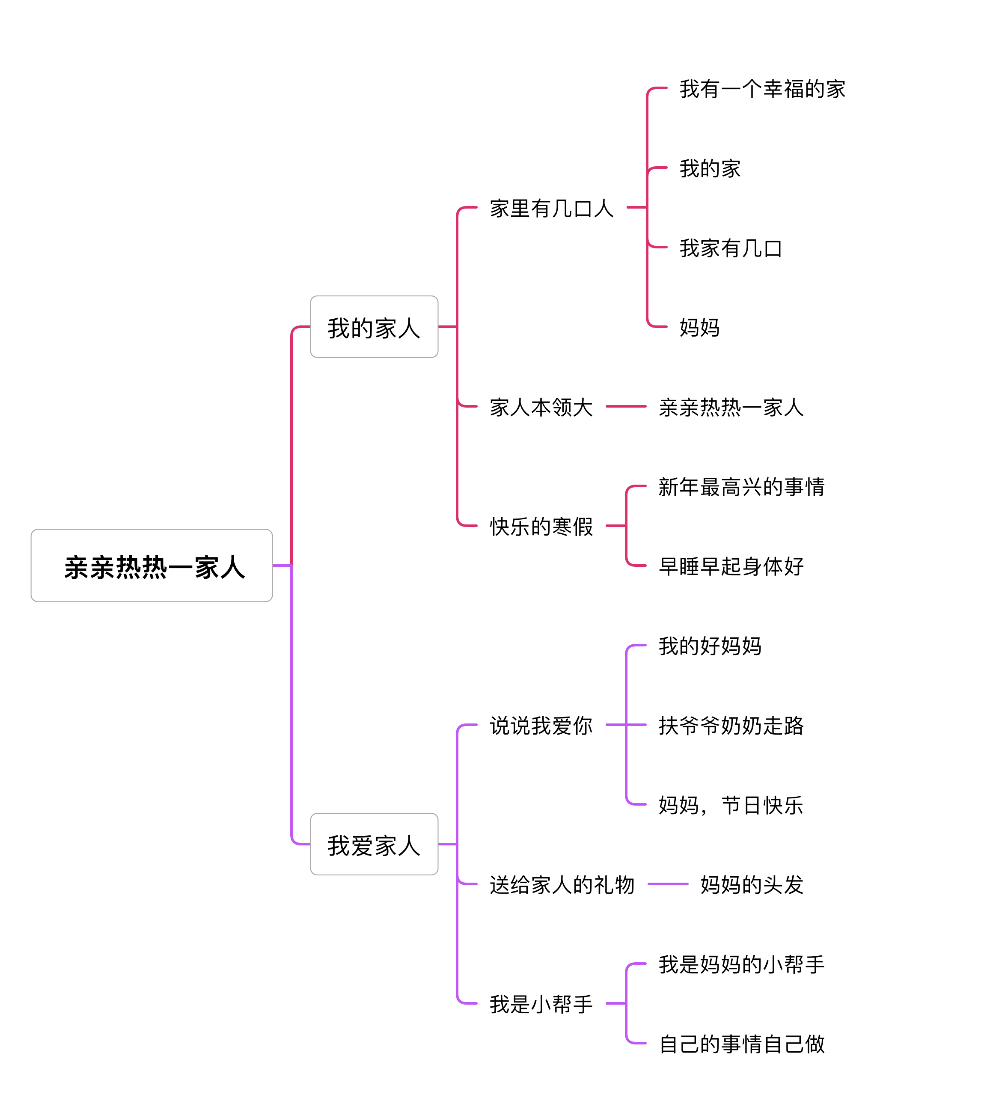 亲亲热热一家人
我的家人
家里有几口人
我有一个幸福的家
我的家
我家有几口
妈妈
家人本领大
亲亲热热一家人
快乐的寒假
新年最高兴的事情
早睡早起身体好
我爱家人
说说我爱你
我的好妈妈
扶爷爷奶奶走路
妈妈，节日快乐
送给家人的礼物
妈妈的头发
我是小帮手
我是妈妈的小帮手
自己的事情自己做